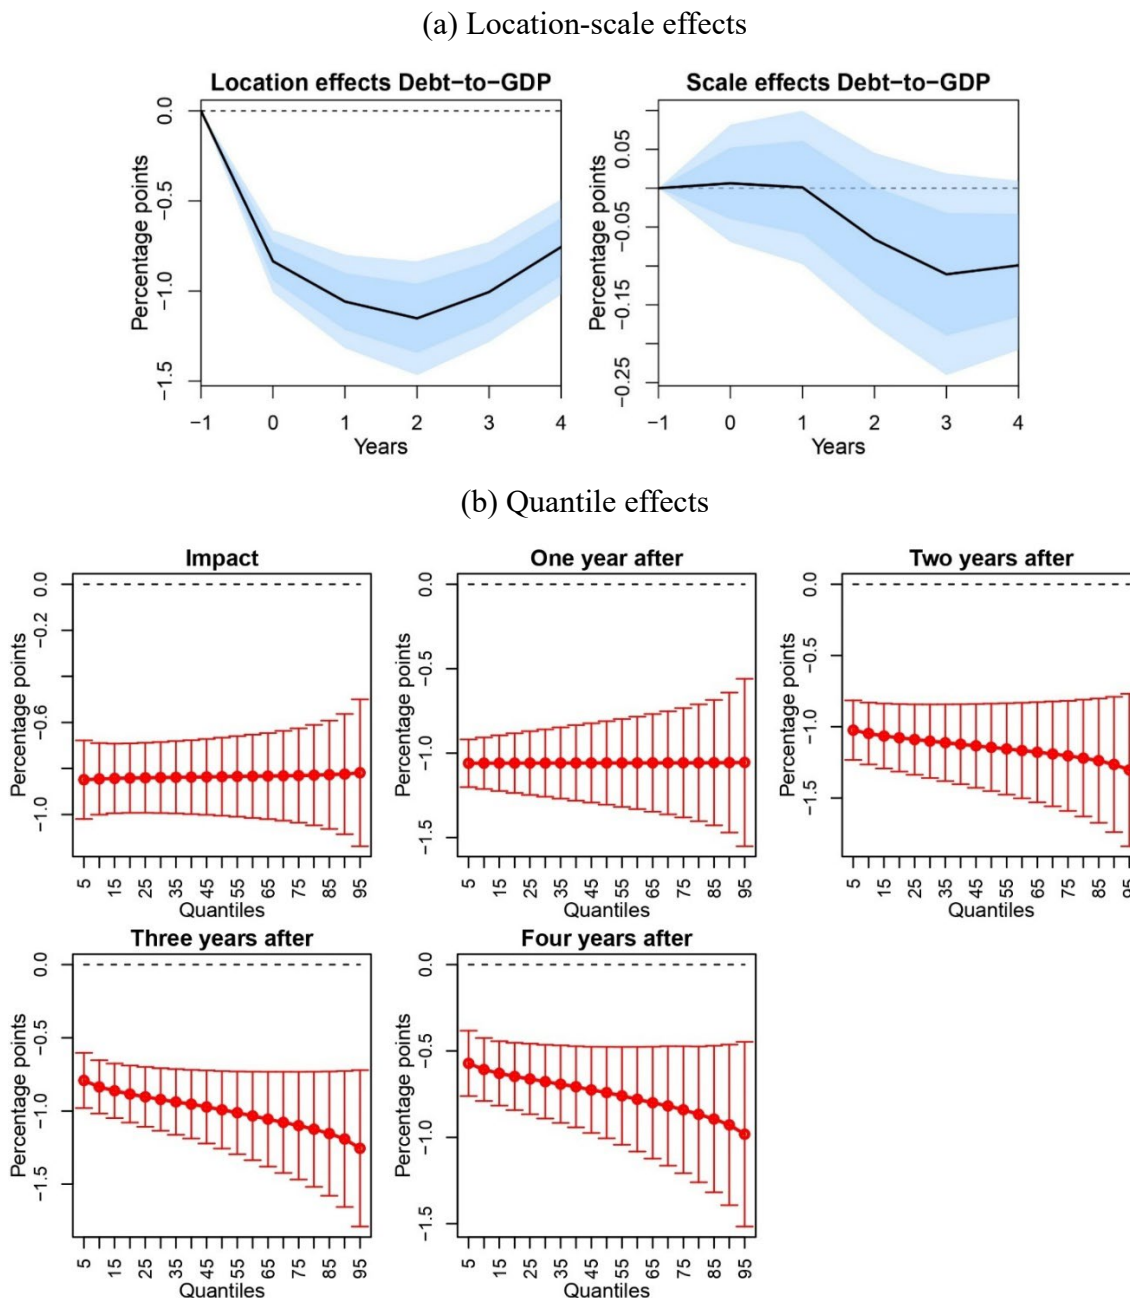 (a) Location-scale effects
Location effects Debt-to-GDP
Percentage points
0.0
−0.5
−1.0
−1.5
−1 0 1 2 3 4
Years
Scale effects Debt-to-GDP
Percentage points
0.05
−0.05
−0.15
−0.25
−1 0 1 2 3 4
Years
(b) Quantile effects
Impact
Percentage points
0.0
−0.2
−0.6
−1.0
5 15 25 35 45 55 65 75 85 95
Quantiles
One year after
Percentage points
0.0
−0.5
−1.0
−1.5
5 15 25 35 45 55 65 75 85 95
Quantiles
Two years after
Percentage points
0.0
−0.5
−1.0
−1.5
5 15 25 35 45 55 65 75 85 95
Quantiles
Three years after
Percentage points
0.0
−0.5
−1.0
−1.5
5 15 25 35 45 55 65 75 85 95
Quantiles
Four years after
Percentage points
0.0
−0.5
−1.0
−1.5
5 15 25 35 45 55 65 75 85 95
Quantiles